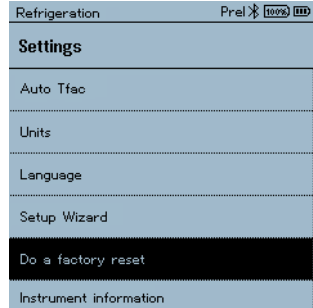 Refrigeration Prel 100%
Settings
Auto Tfac
Units
Language
Setup Wizard
Do a factory reset
Instrument information